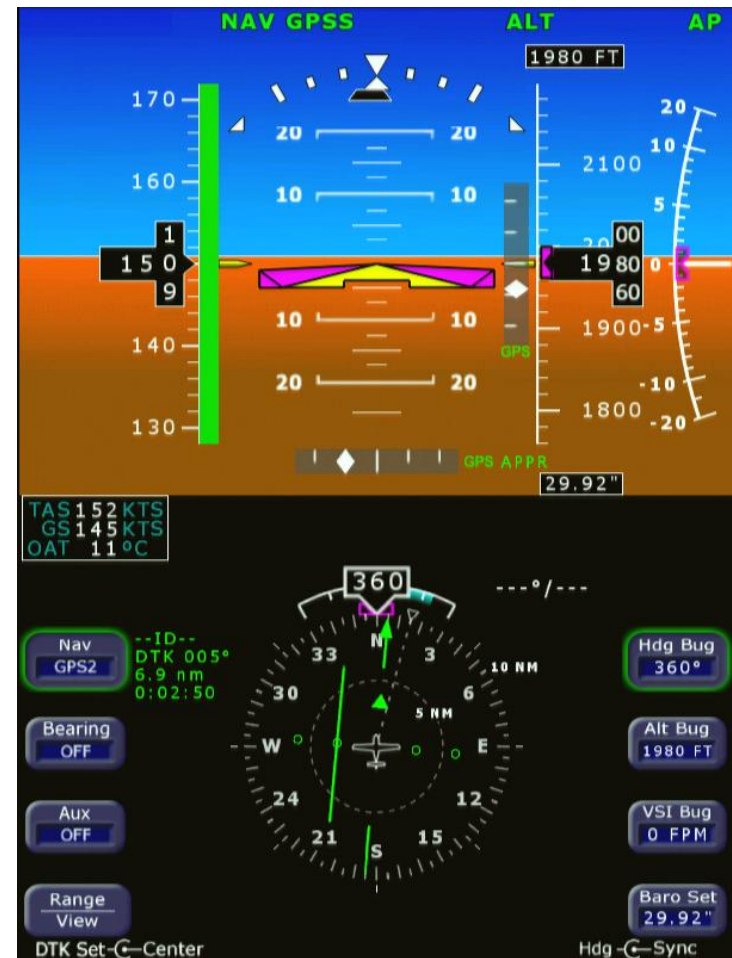 NAV GPSS ALT AP
1980 FT
170
160
150
1
9
140
130
20 20
10 10
10 10
20 20
2100
20
00
1980
60
1900
1800
20
10
5
0
-5
-10
-20
GPS
GPS APPR
29.92"
TAS 152 KTS
GS 145 KTS
OAT 11 ºC
360
---°/---
Nav
GPS2
--ID--
DTK 005°
6.9 nm
0:02:50
Bearing
OFF
Aux
OFF
Range
View
DTK Set Center
N
33
3
10 NM
30
6
5 NM
W
E
24
12
21
15
S
Hdg Bug
360°
Alt Bug
1980 FT
VSI Bug
0 FPM
Baro Set
29.92"
Hdg Sync